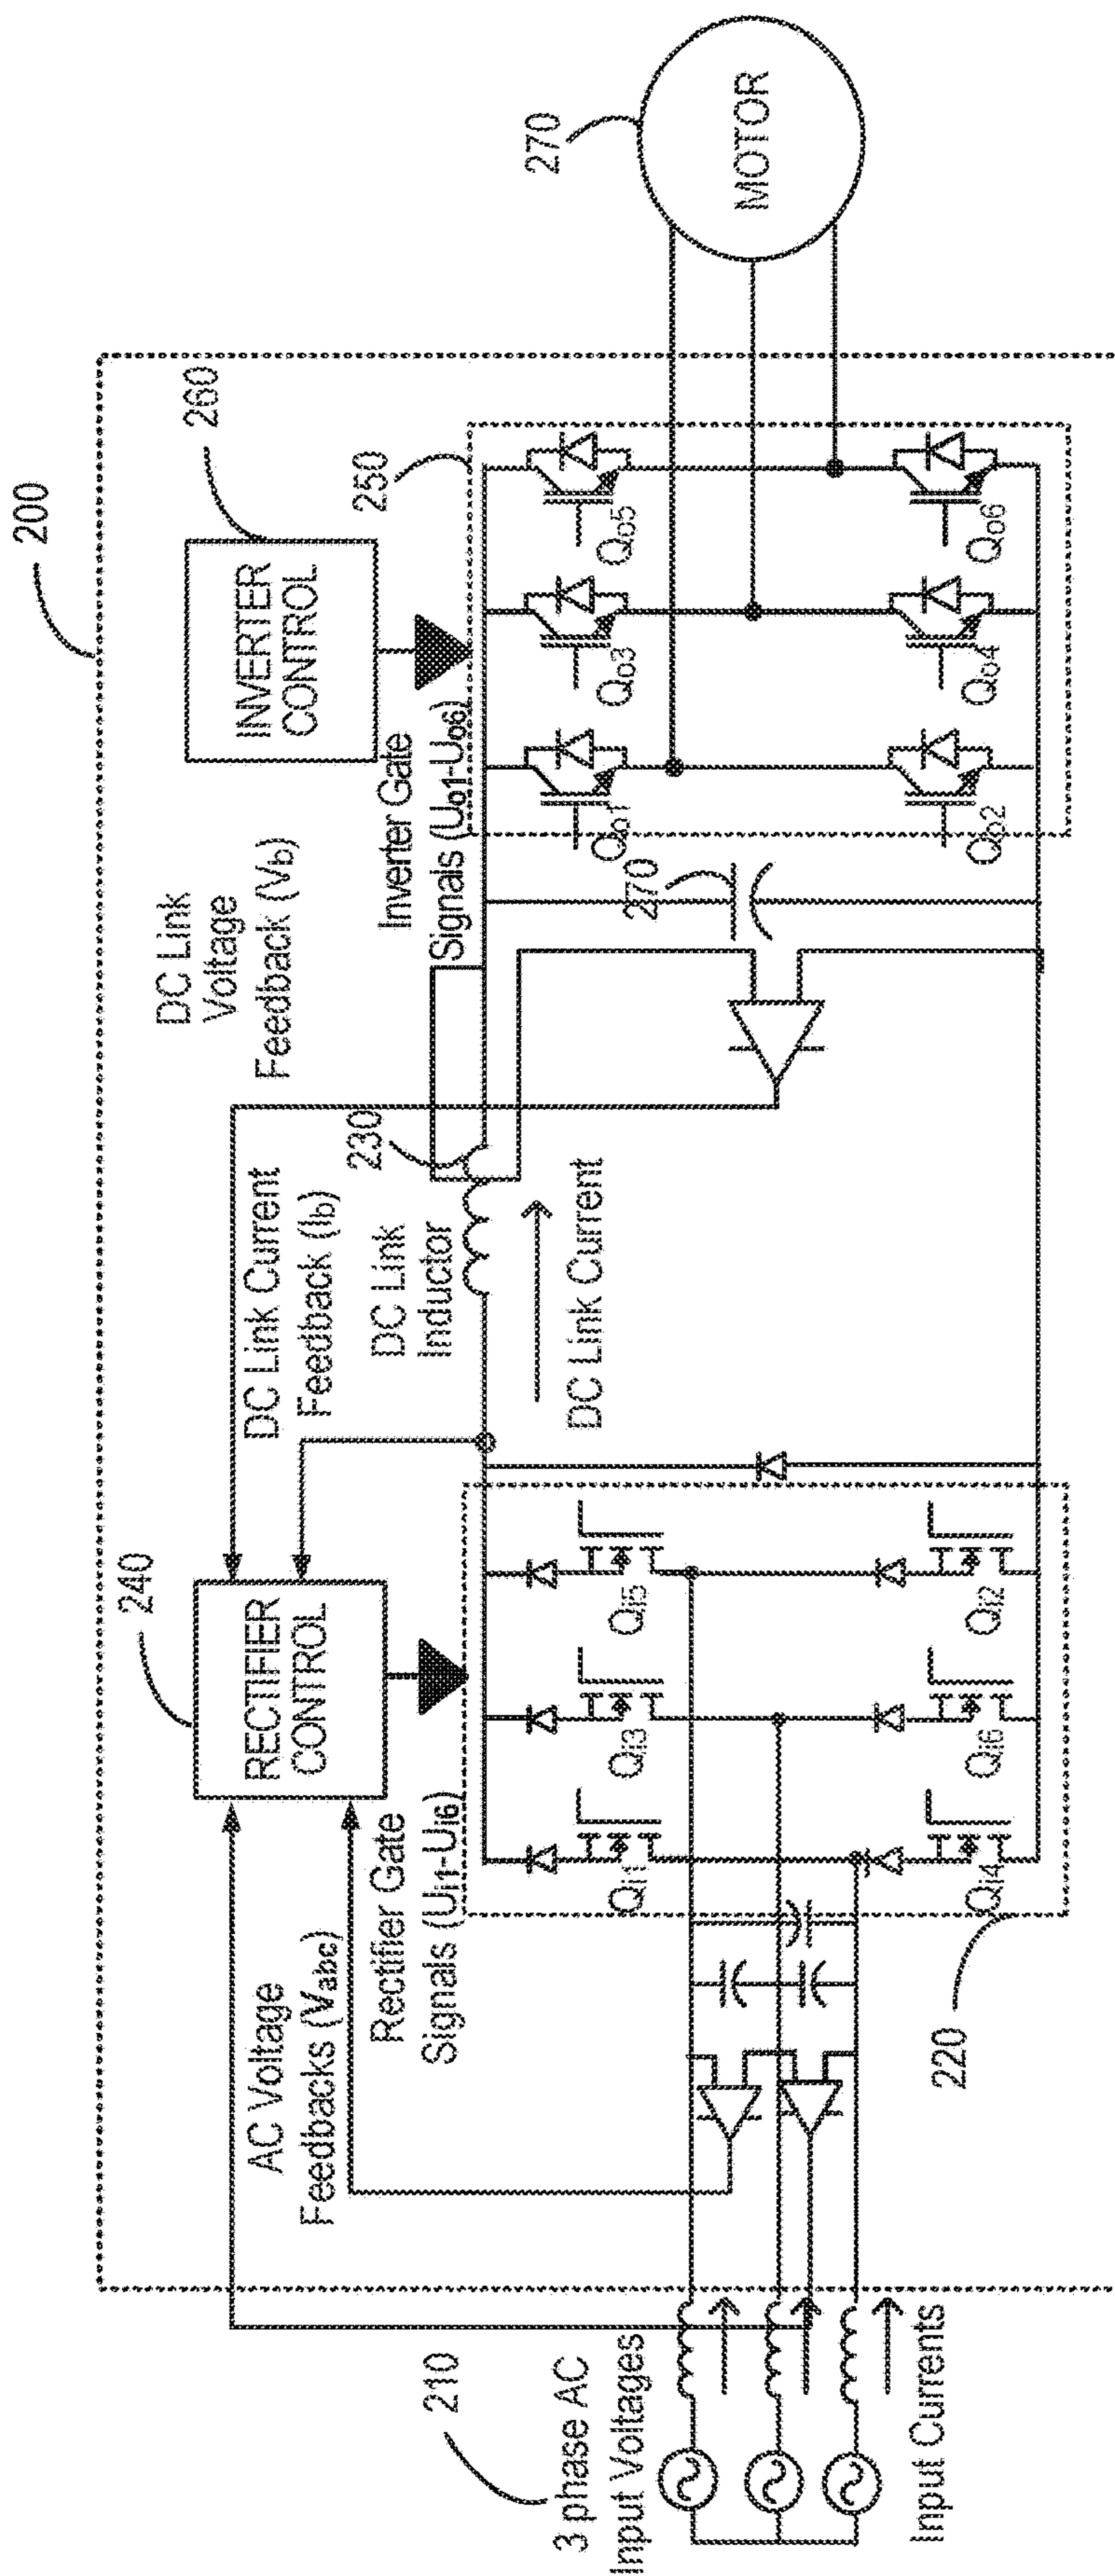 200
240
RECTIFIER
CONTROL
260
INVERTER
CONTROL
DC Link
Voltage
Feedback (Vb)
DC Link Current
Feedback (Ib)
AC Voltage
Feedbacks (Vabc)
Rectifier Gate
Signals (Ui1-Ui6)
Inverter Gate
Signals (Uo1-Uo6)
DC Link
Inductor
230
250
DC Link Current
210
3 phase AC
Input Voltages
Input Currents
220
Qi1
Qi3
Qi5
Qi4
Qi6
Qi2
270
Qo1
Qo3
Qo5
Qo2
Qo4
Qo6
270
MOTOR